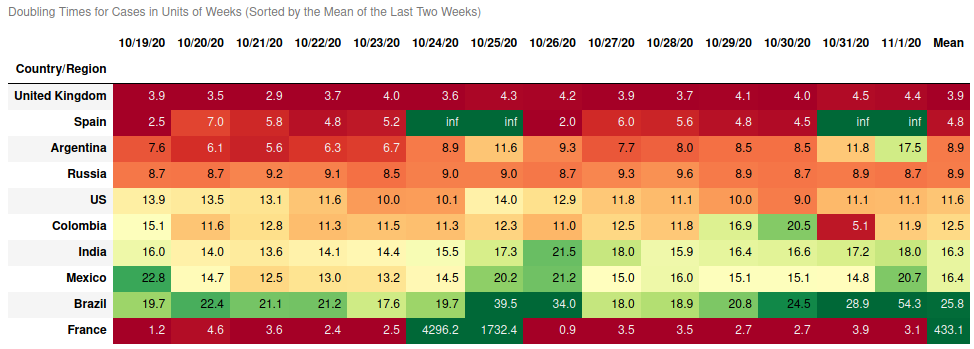 Doubling Times for Cases in Units of Weeks (Sorted by the Mean of the Last Two Weeks)
10/19/20 10/20/20 10/21/20 10/22/20 10/23/20 10/24/20 10/25/20 10/26/20 10/27/20 10/28/20 10/29/20 10/30/20 10/31/20 11/1/20 Mean
Country/Region
United Kingdom 3.9 3.5 2.9 3.7 4.0 3.6 4.3 4.2 3.9 3.7 4.1 4.0 4.5 4.4 3.9
Spain 2.5 7.0 5.8 4.8 5.2 inf inf 2.0 6.0 5.6 4.8 4.5 inf inf 4.8
Argentina 7.6 6.1 5.6 6.3 6.7 8.9 11.6 9.3 7.7 8.0 8.5 8.5 11.8 17.5 8.9
Russia 8.7 8.7 9.2 9.1 8.5 9.0 9.0 8.7 9.3 9.6 8.9 8.7 8.9 8.7 8.9
US 13.9 13.5 13.1 11.6 10.0 10.1 14.0 12.9 11.8 11.1 10.0 9.0 11.1 11.1 11.6
Colombia 15.1 11.6 12.8 11.3 11.5 11.3 12.3 11.0 12.5 11.8 16.9 20.5 5.1 11.9 12.5
India 16.0 14.0 13.6 14.1 14.4 15.5 17.3 21.5 18.0 15.9 16.4 16.6 17.2 18.0 16.3
Mexico 22.8 14.7 12.5 13.0 13.2 14.5 20.2 21.2 15.0 16.0 15.1 15.1 14.8 20.7 16.4
Brazil 19.7 22.4 21.1 21.2 17.6 19.7 39.5 34.0 18.0 18.9 20.8 24.5 28.9 54.3 25.8
France 1.2 4.6 3.6 2.4 2.5 4296.2 1732.4 0.9 3.5 3.5 2.7 2.7 3.9 3.1 433.1